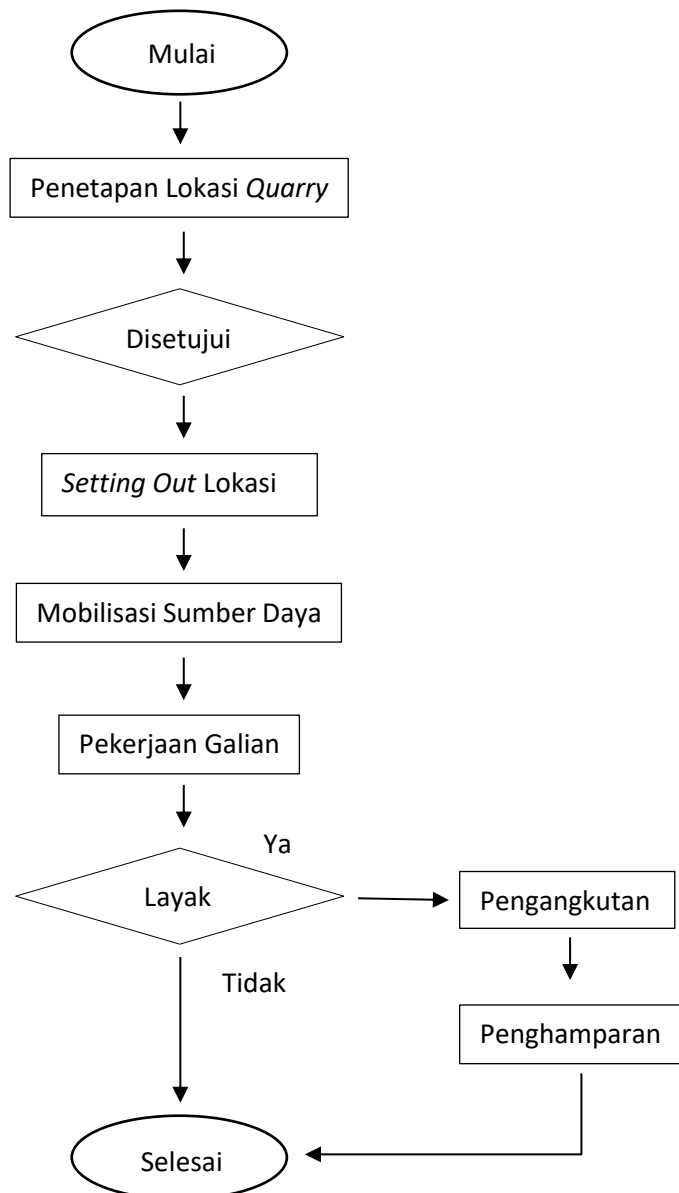 Mulai
Penetapan Lokasi Quarry
Disetujui
Setting Out Lokasi
Mobilisasi Sumber Daya
Pekerjaan Galian
Ya
Layak
Pengangkutan
Tidak
Penghamparan
Selesai